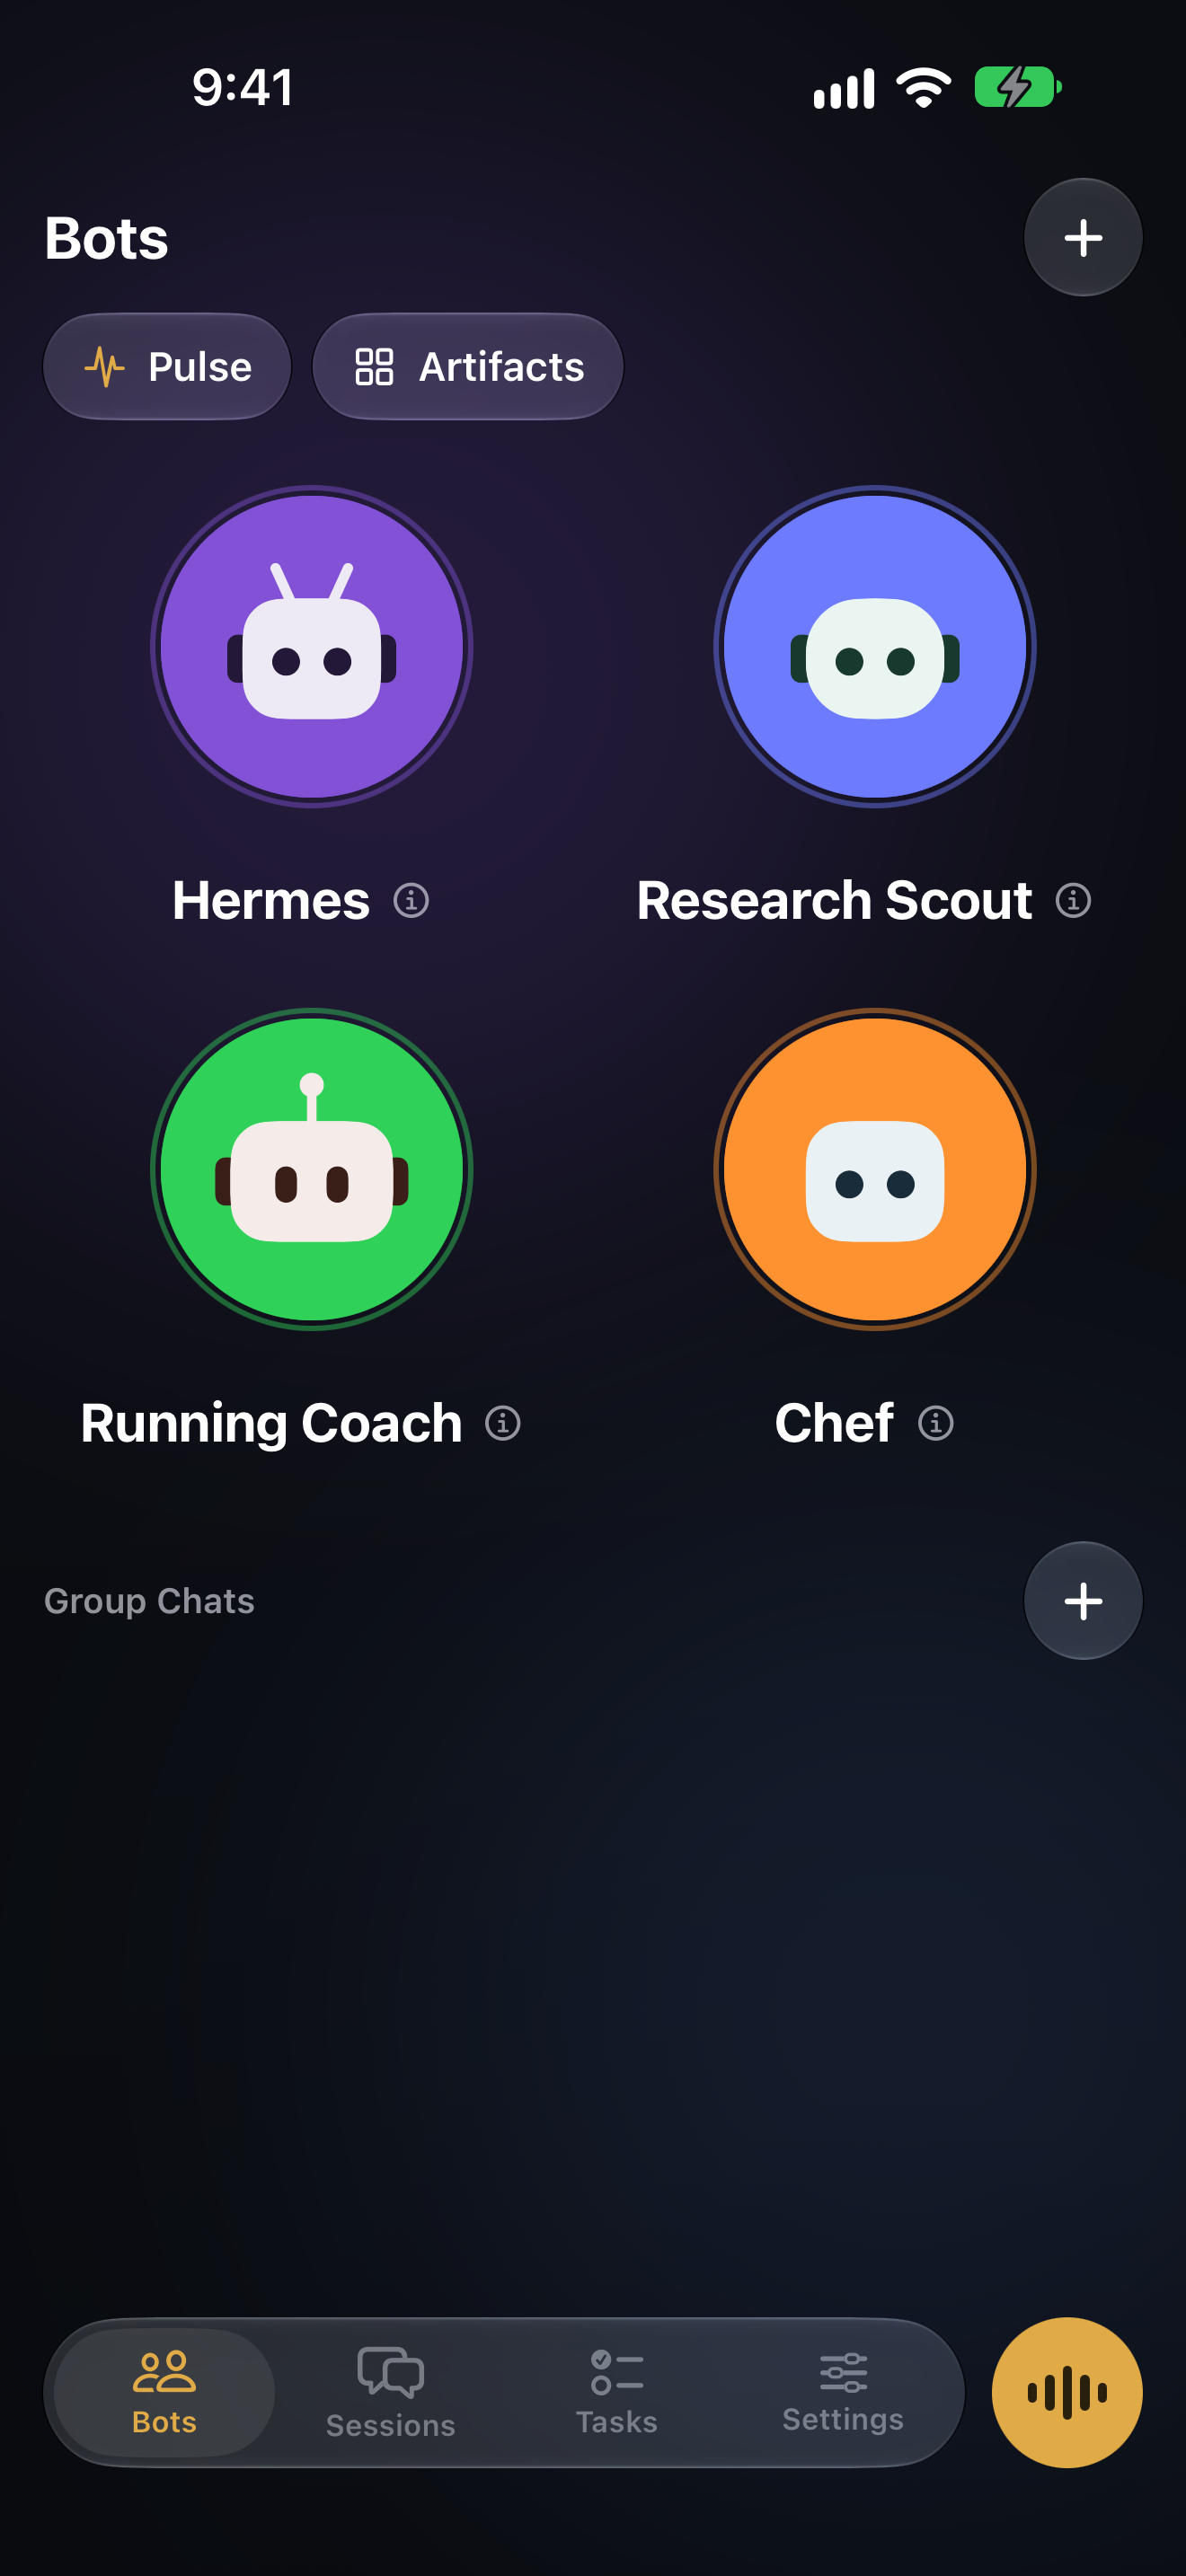 9:41
Bots
Pulse
Artifacts
Hermes
Research Scout
Running Coach
Chef
Group Chats
Bots
Sessions
Tasks
Settings